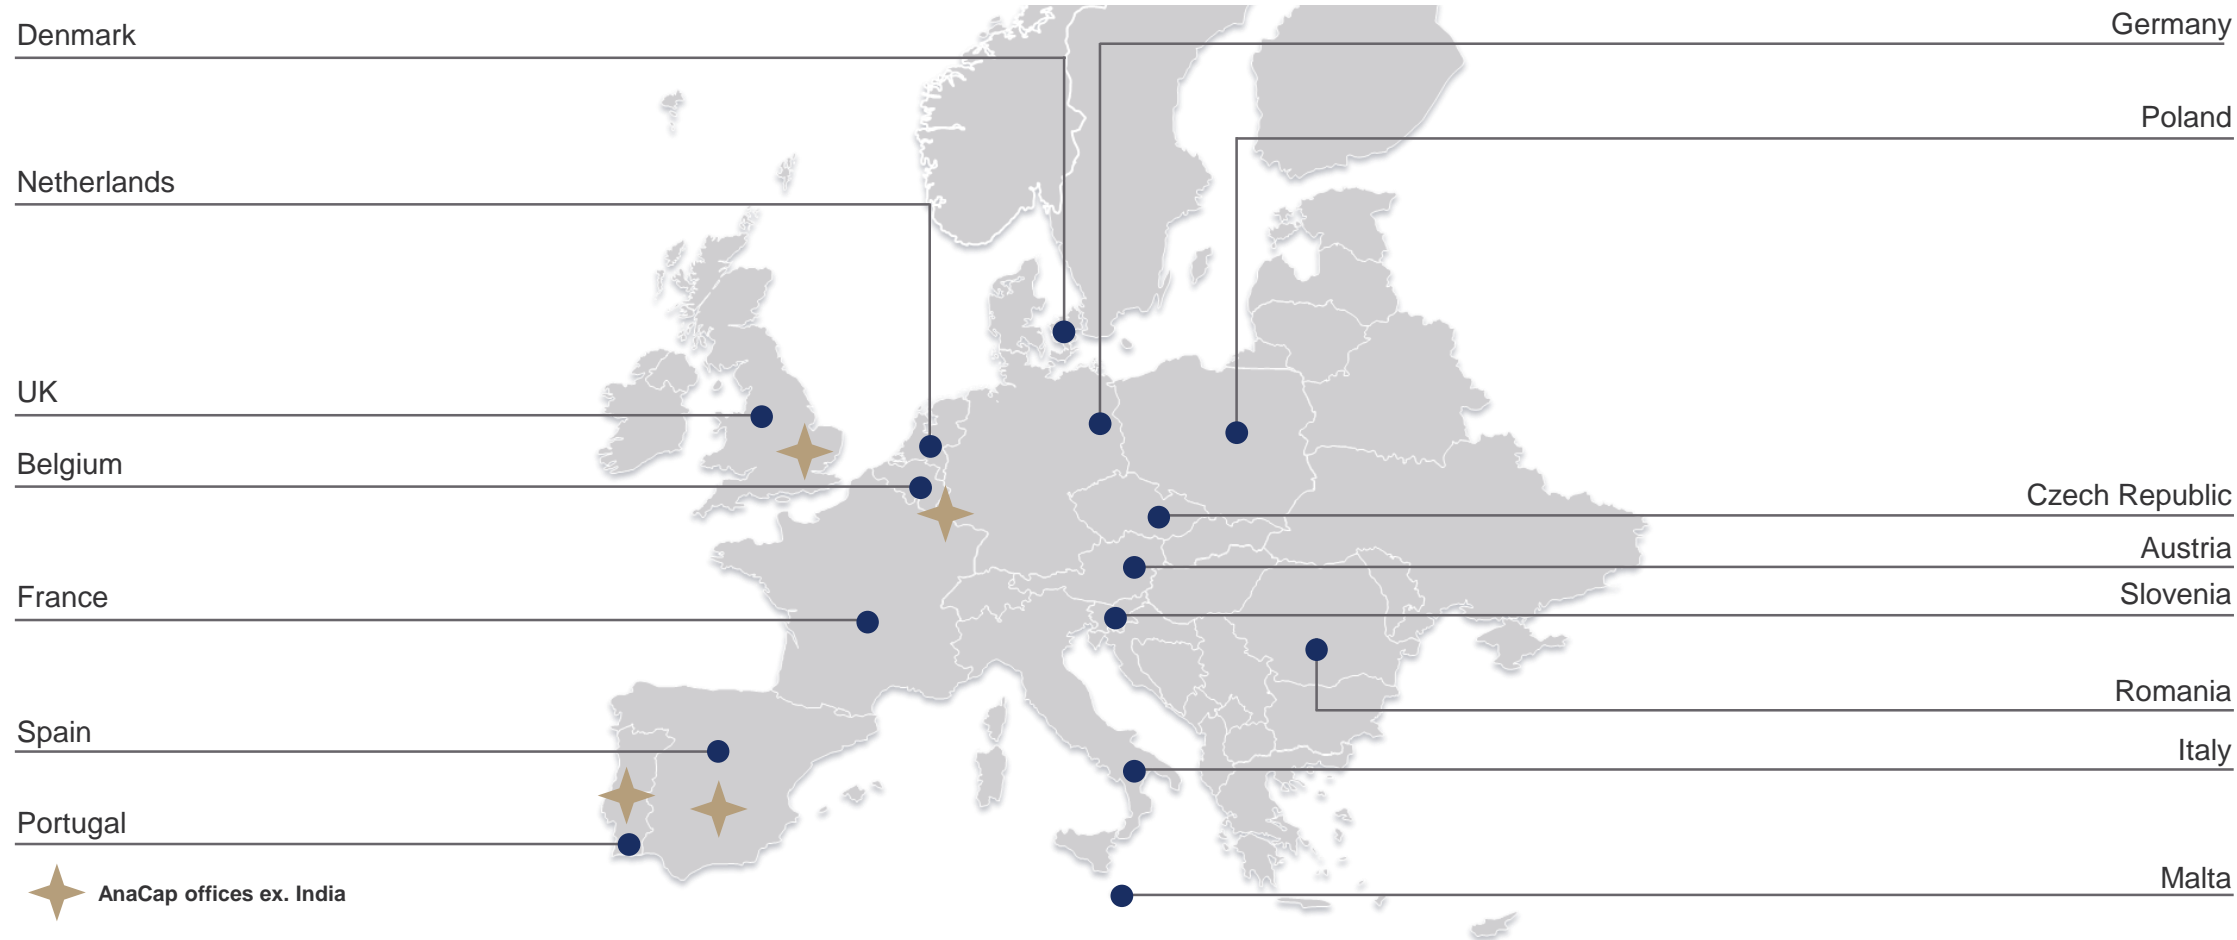 Denmark
Germany
Poland
Netherlands
UK
Belgium
Czech Republic
Austria
France
Slovenia
Romania
Spain
Italy
Portugal
Malta
AnaCap offices ex. India